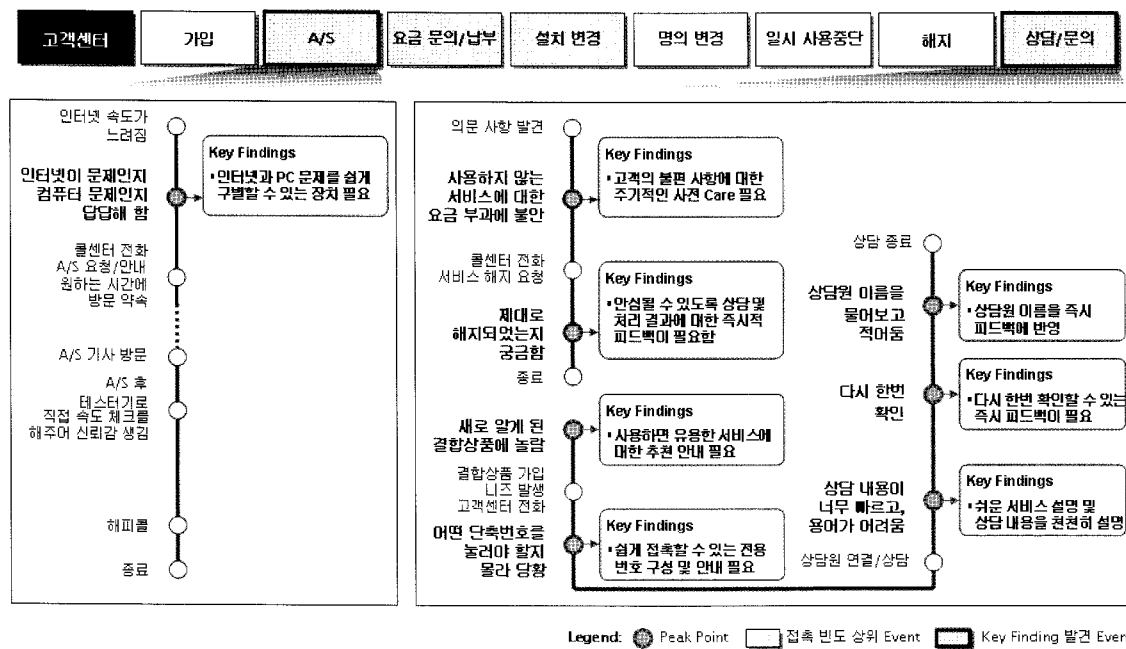 고객센터
가입
A/S
요금 문의/납부
설치 변경
명의 변경
일시 사용중단
해지
상담/문의
인터넷 속도가
느려짐
인터넷이 문제인지
컴퓨터 문제인지
답답해 함
Key Findings
▪인터넷과 PC 문제를 쉽게
구별할 수 있는 장치 필요
콜센터 전화
A/S 요청/안내
원하는 시간에
방문 약속
A/S 기사 방문
A/S 후
테스터기로
직접 속도 체크를
해주어 신뢰감 생김
해피콜
종료
의문 사항 발견
사용하지 않는
서비스에 대한
요금 부과에 불안
Key Findings
▪고객의 불편 사항에 대한
주기적인 사전 Care 필요
콜센터 전화
서비스 해지 요청
제대로
해지되었는지
궁금함
Key Findings
▪안심될 수 있도록 상담 및
처리 결과에 대한 즉시적
피드백이 필요함
종료
새로 알게 된
결합상품에 놀람
Key Findings
▪사용하면 유용한 서비스에
대한 추천 안내 필요
결합상품 가입
니즈 발생
고객센터 전화
어떤 단축번호를
눌러야 할지
몰라 당황
Key Findings
▪쉽게 접촉할 수 있는 전용
번호 구성 및 안내 필요
상담 종료
상담원 이름을
물어보고
적어둠
Key Findings
▪상담원 이름을 즉시
피드백에 반영
다시 한번
확인
Key Findings
▪다시 한번 확인할 수 있는
즉시 피드백이 필요
상담 내용이
너무 빠르고,
용어가 어려움
Key Findings
▪쉬운 서비스 설명 및
상담 내용을 천천히 설명
상담원 연결/상담
Legend: Peak Point 접촉 빈도 상위 Event Key Finding 발견 Even